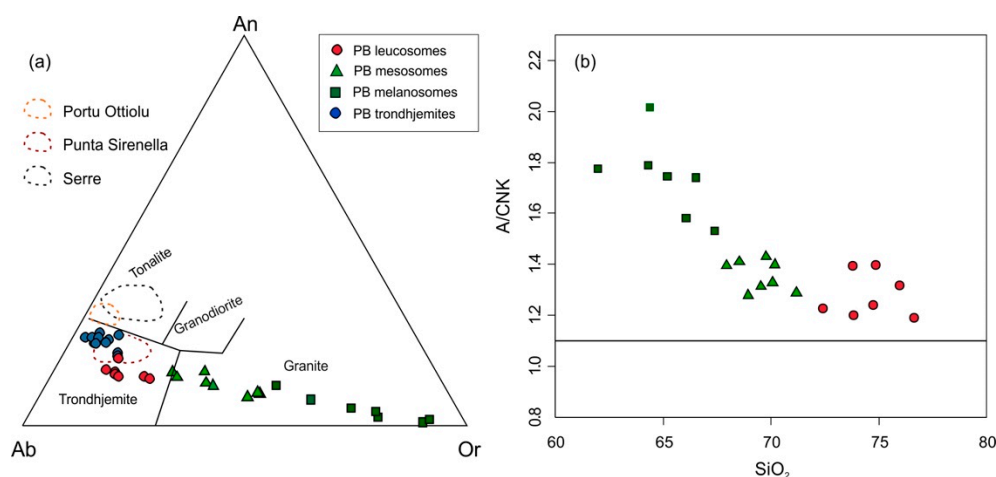 (a)
An
Portu Ottiolu
Punta Sirenella
Serre
PB leucosomes
PB mesosomes
PB melanosomes
PB trondhjemites
Tonalite
Granodiorite
Granite
Trondhjemite
Ab
Or
(b)
A/CNK
2.2
2.0
1.8
1.6
1.4
1.2
1.0
0.8
60
65
70
75
80
SiO₂